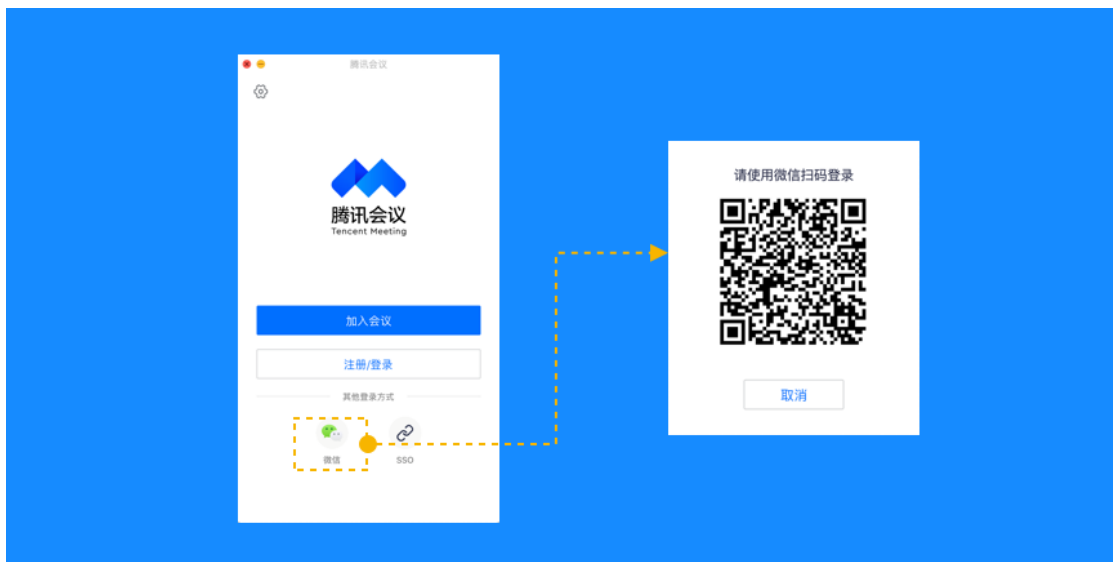 腾讯会议
腾讯会议
Tencent Meeting
加入会议
注册/登录
其他登录方式
微信
SSO
请使用微信扫码登录
取消